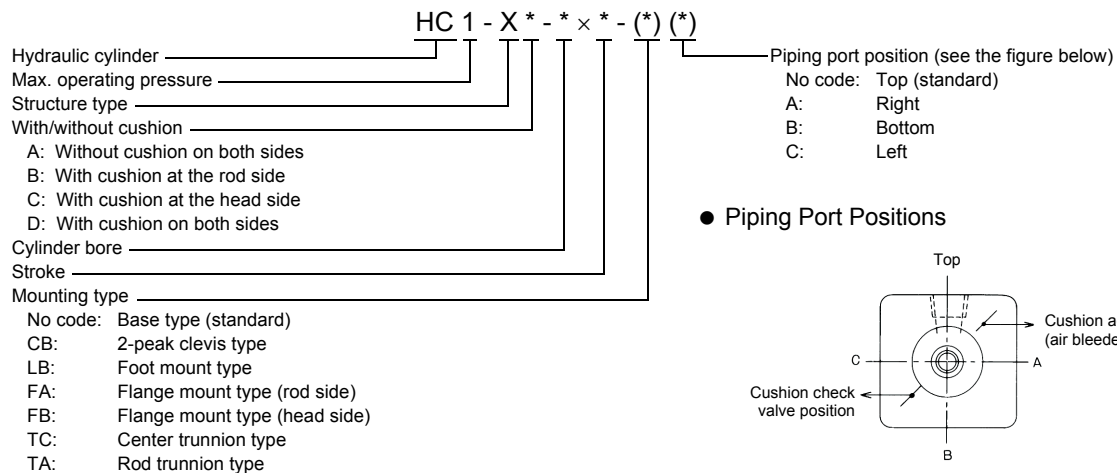 HC 1 - X * - * × * - (*) (*)
Hydraulic cylinder
Max. operating pressure
Structure type
With/without cushion
A: Without cushion on both sides
B: With cushion at the rod side
C: With cushion at the head side
D: With cushion on both sides
Cylinder bore
Stroke
Mounting type
No code: Base type (standard)
CB: 2-peak clevis type
LB: Foot mount type
FA: Flange mount type (rod side)
FB: Flange mount type (head side)
TC: Center trunnion type
TA: Rod trunnion type
Piping port position (see the figure below)
No code: Top (standard)
A: Right
B: Bottom
C: Left
● Piping Port Positions
Top
Cushion a
(air bleede
C
A
Cushion check
valve position
B